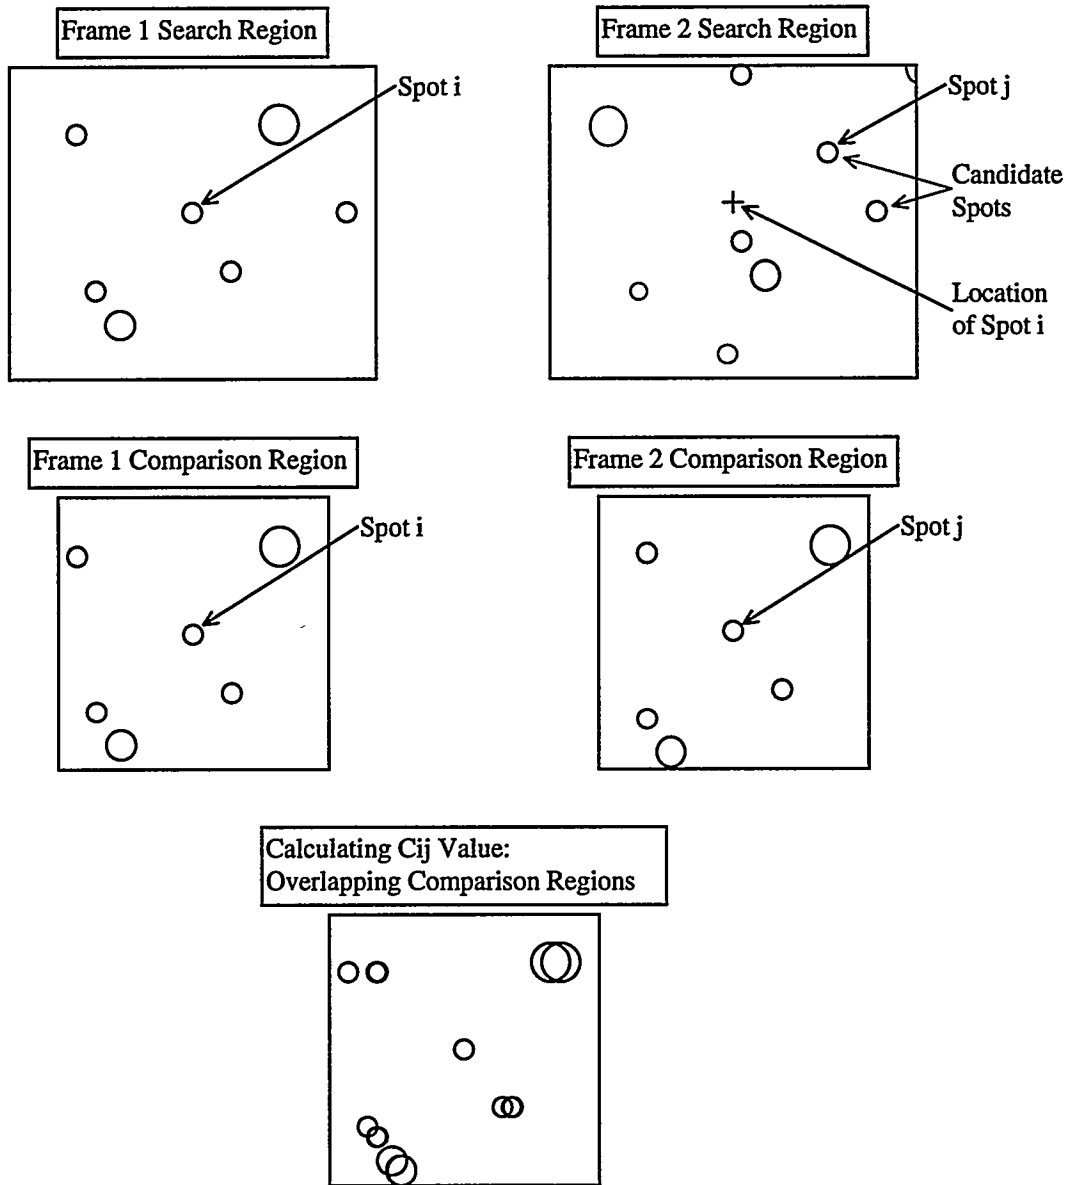 Frame 1 Search Region
Frame 2 Search Region
Spot i
Spot j
Candidate
Spots
Location
of Spot i
Frame 1 Comparison Region
Frame 2 Comparison Region
Spot i
Spot j
Calculating Cij Value:
Overlapping Comparison Regions